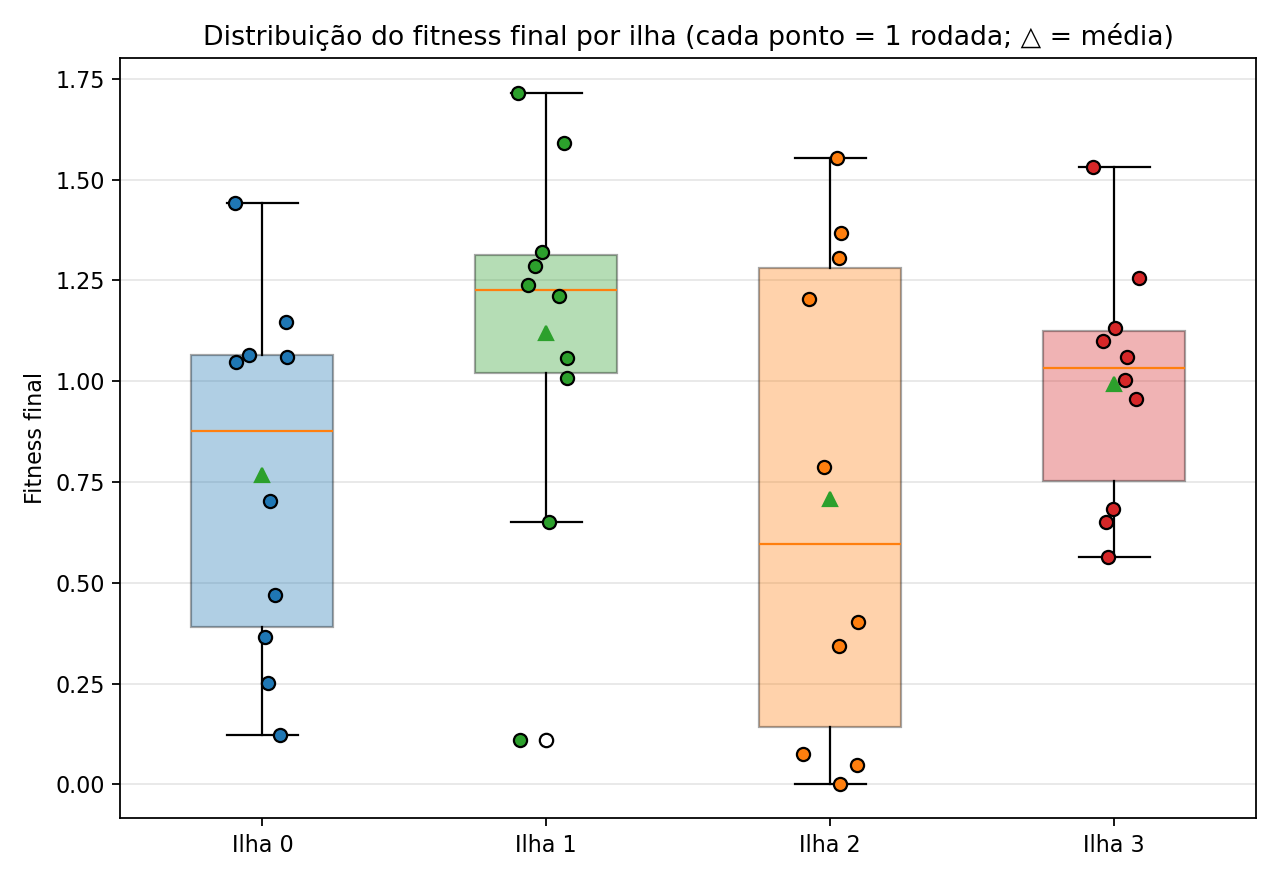 Distribuição do fitness final por ilha (cada ponto = 1 rodada; △ = média)
Fitness final
1.75
1.50
1.25
1.00
0.75
0.50
0.25
0.00
Ilha 0
Ilha 1
Ilha 2
Ilha 3